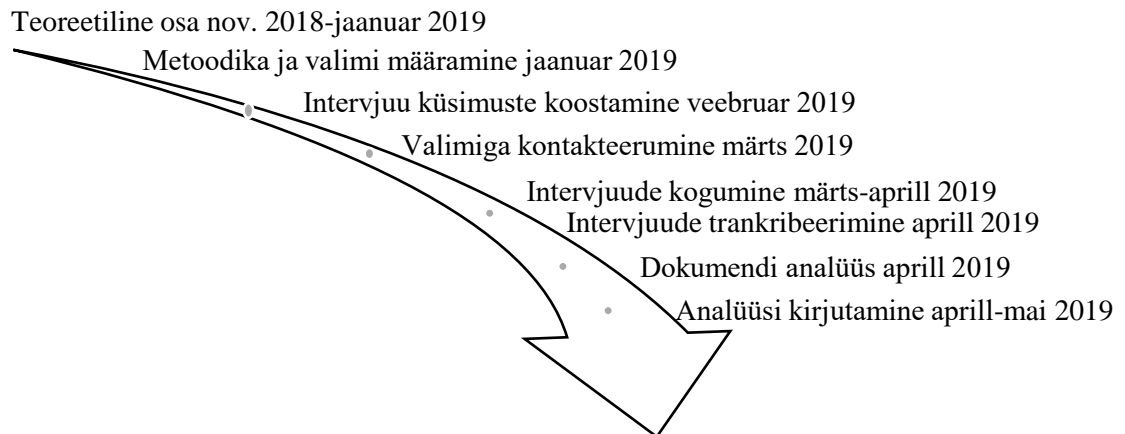 Teoreetiline osa nov. 2018-jaanuar 2019
Metoodika ja valimi määramine jaanuar 2019
Intervjuu küsimuste koostamine veebruar 2019
Valimiga kontakteerumine märts 2019
Intervjuude kogumine märts-aprill 2019
Intervjuude trankribeerimine aprill 2019
Dokumendi analüüs aprill 2019
Analüüsi kirjutamine aprill-mai 2019